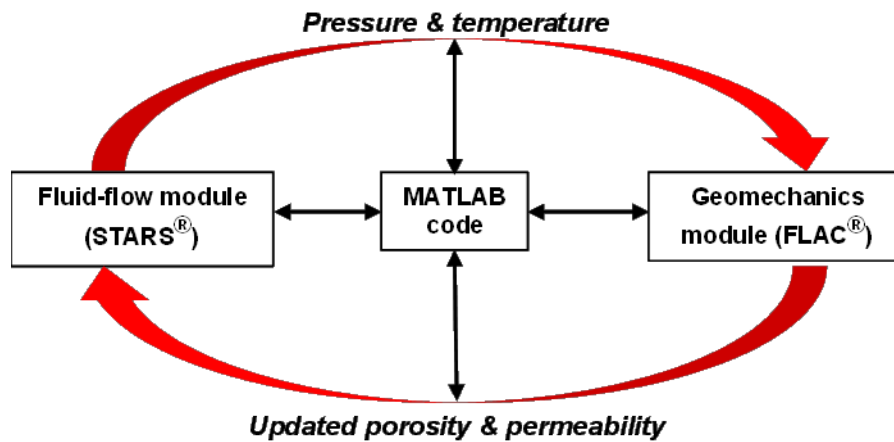 Pressure & temperature
Fluid-flow module
(STARS®)
MATLAB
code
Geomechanics
module (FLAC®)
Updated porosity & permeability